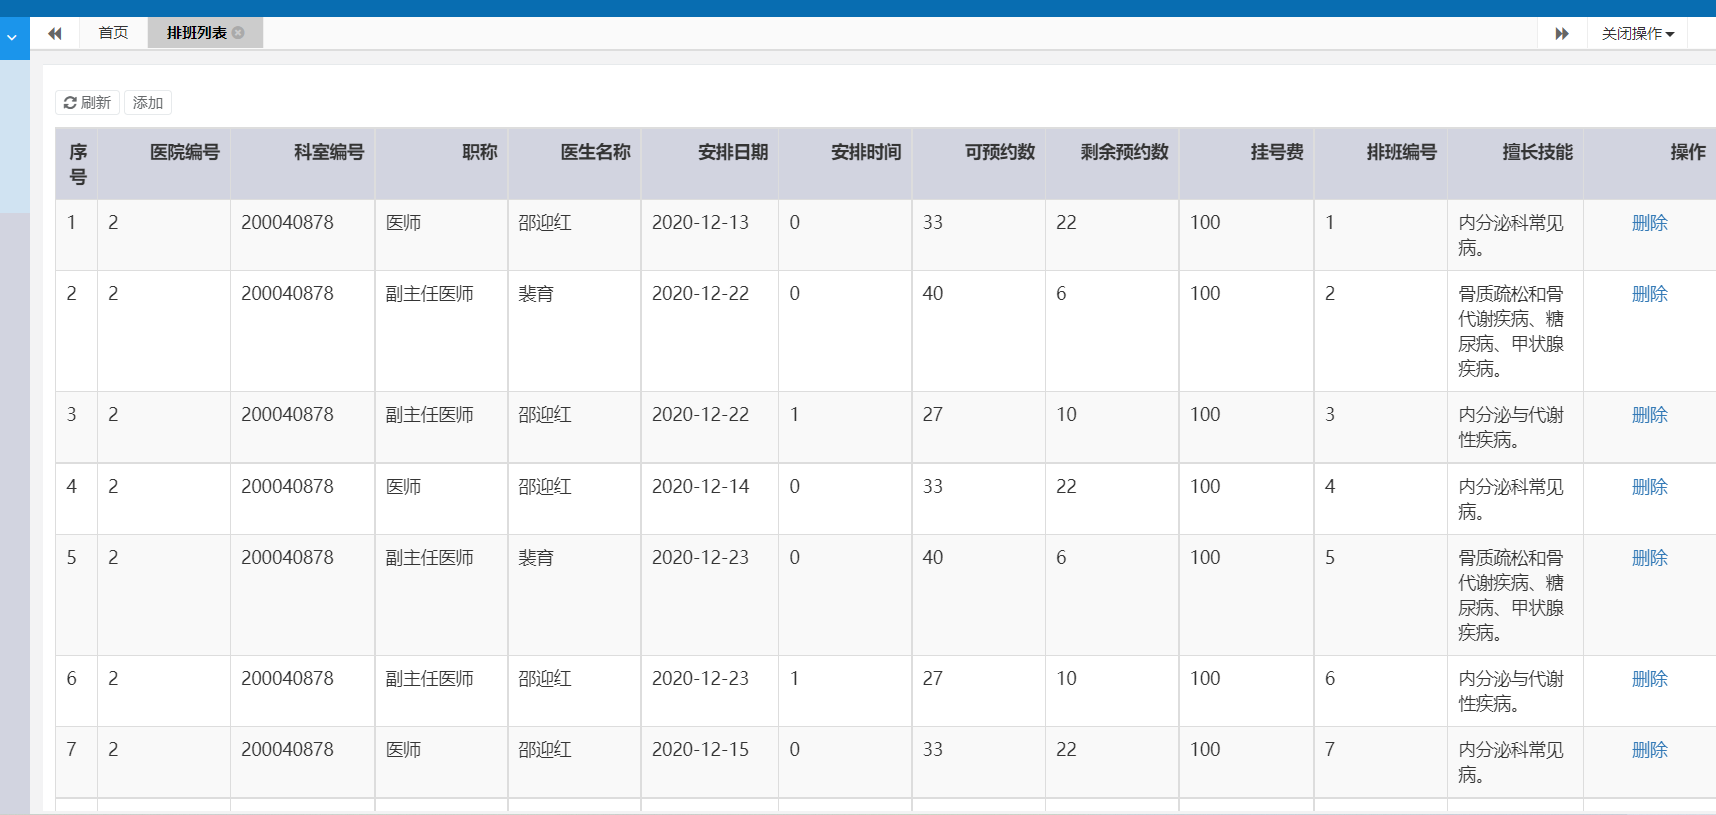 首页 排班列表 关闭操作
刷新 添加
序号 医院编号 科室编号 职称 医生名称 安排日期 安排时间 可预约数 剩余预约数 挂号费 排班编号 擅长技能 操作
1 2 200040878 医师 邵迎红 2020-12-13 0 33 22 100 1 内分泌科常见病。 删除
2 2 200040878 副主任医师 裴育 2020-12-22 0 40 6 100 2 骨质疏松和骨代谢疾病、糖尿病、甲状腺疾病。 删除
3 2 200040878 副主任医师 邵迎红 2020-12-22 1 27 10 100 3 内分泌与代谢性疾病。 删除
4 2 200040878 医师 邵迎红 2020-12-14 0 33 22 100 4 内分泌科常见病。 删除
5 2 200040878 副主任医师 裴育 2020-12-23 0 40 6 100 5 骨质疏松和骨代谢疾病、糖尿病、甲状腺疾病。 删除
6 2 200040878 副主任医师 邵迎红 2020-12-23 1 27 10 100 6 内分泌与代谢性疾病。 删除
7 2 200040878 医师 邵迎红 2020-12-15 0 33 22 100 7 内分泌科常见病。 删除